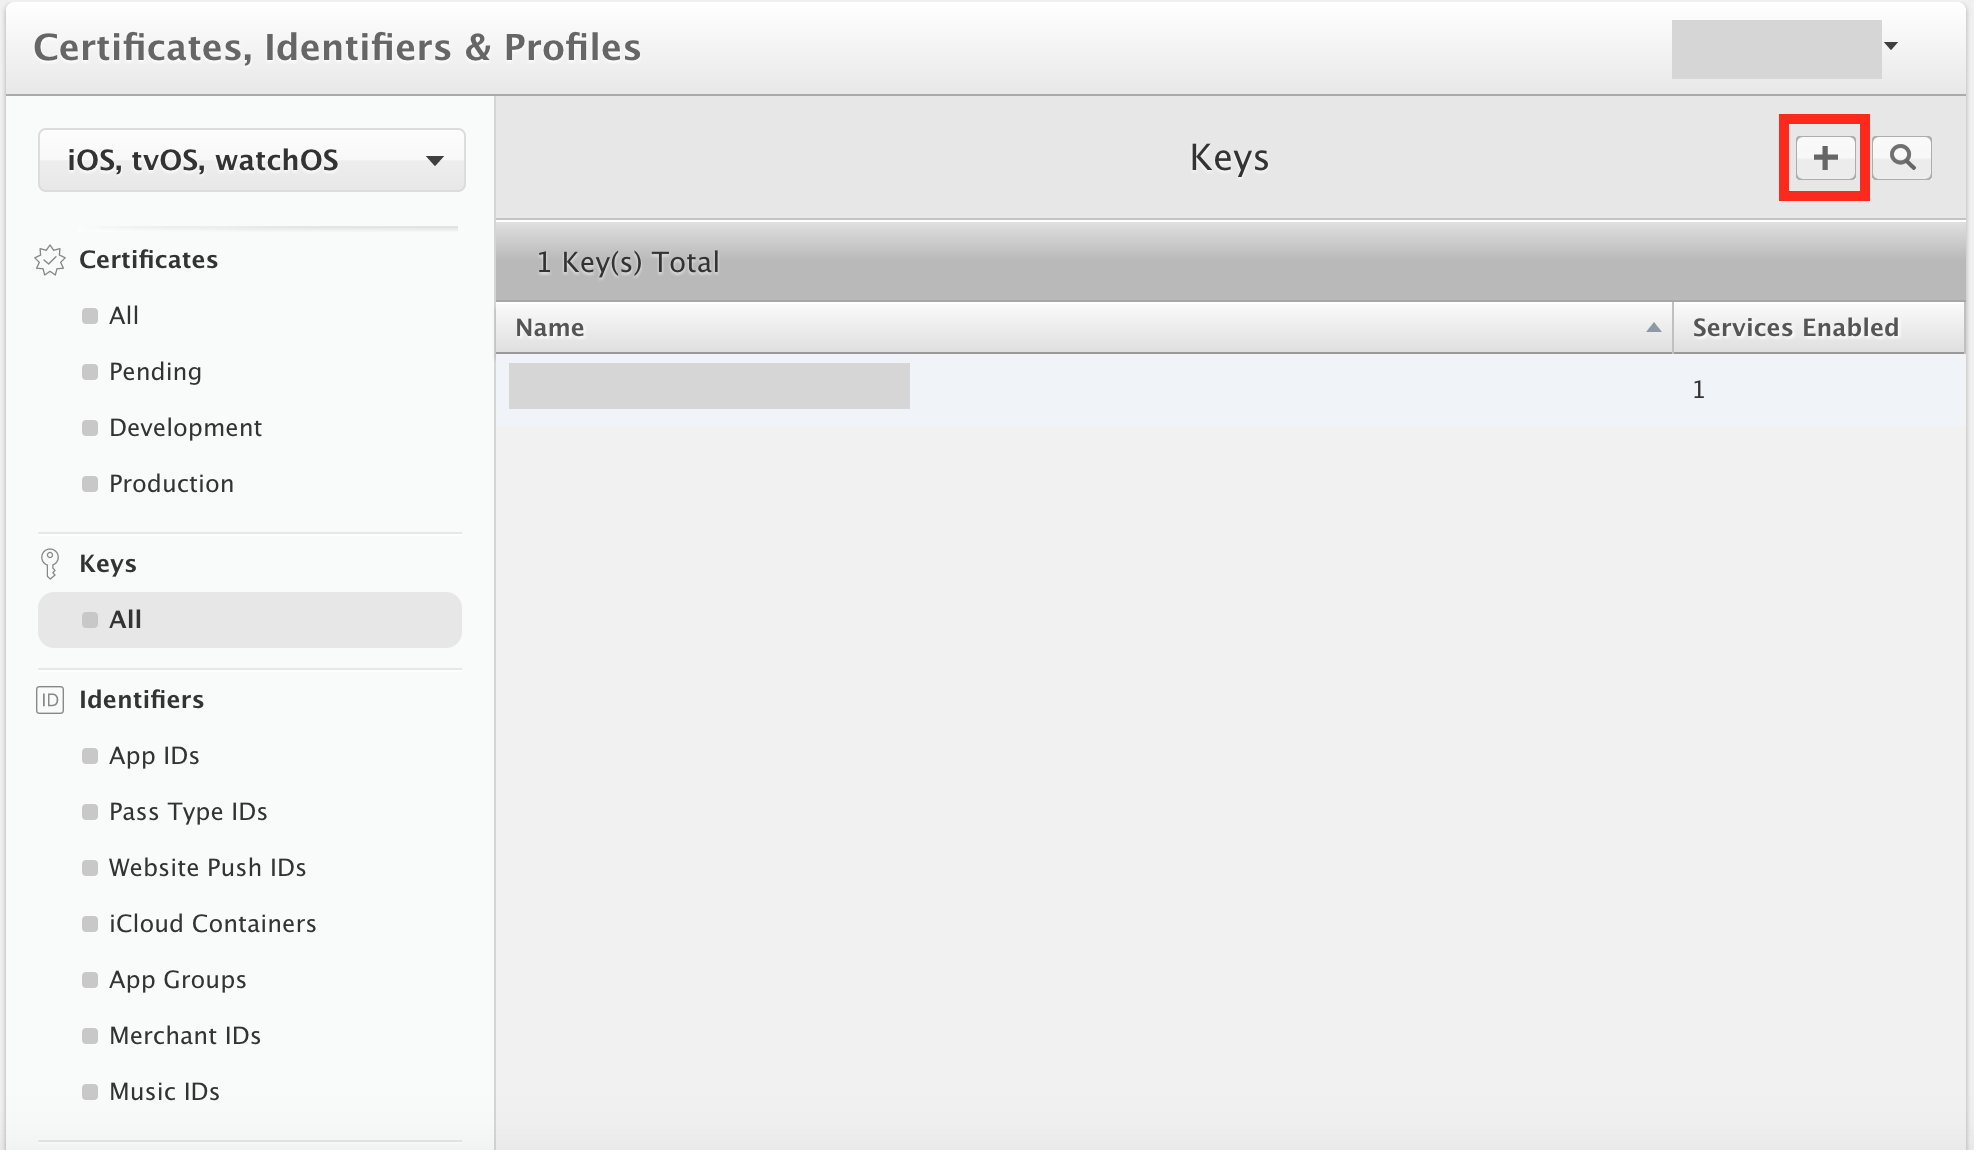 Certificates, Identifiers & Profiles
iOS, tvOS, watchOS
Certificates
All
Pending
Development
Production
Keys
All
ID Identifiers
App IDs
Pass Type IDs
Website Push IDs
iCloud Containers
App Groups
Merchant IDs
Music IDs
Keys
1 Key(s) Total
Name Services Enabled
1